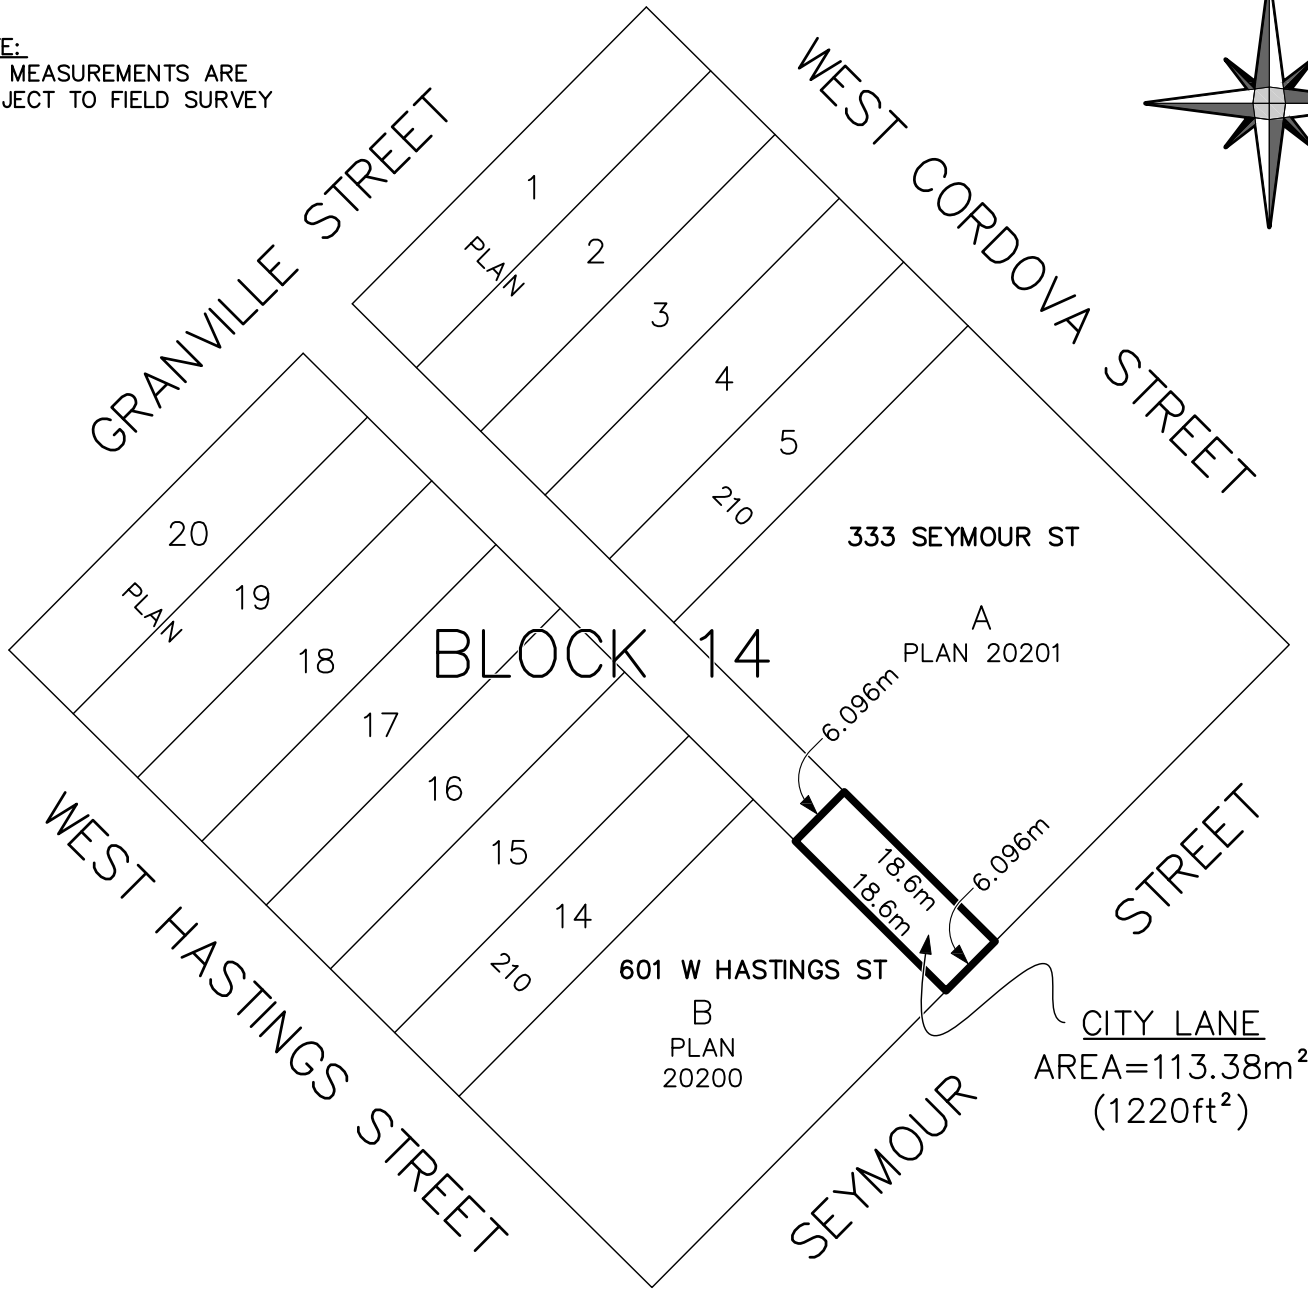 E:
MEASUREMENTS ARE
JECT TO FIELD SURVEY
GRANVILLE STREET
WEST CORDOVA STREET
1
PLAN
2
3
4
5
210
333 SEYMOUR ST
A
PLAN 20201
20
PLAN
19
18
17
16
15
14
210
BLOCK 14
6.096m
18.6m
18.6m
6.096m
601 W HASTINGS ST
B
PLAN
20200
WEST HASTINGS STREET
SEYMOUR STREET
CITY LANE
AREA=113.38m²
(1220ft²)